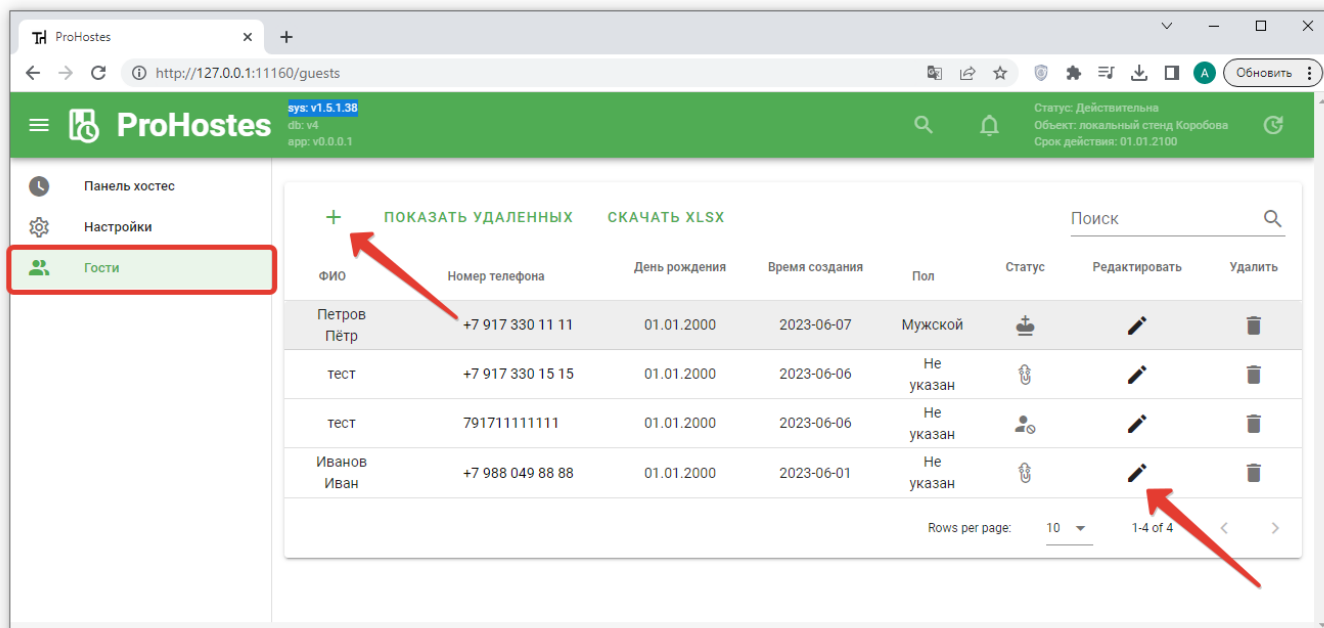 ProHostes
http://127.0.0.1:11160/guests
A
Обновить
ProHostes
sys: v1.5.1.38
db: v4
app: v0.0.0.1
Статус: Действительна
Объект: локальный стенд Коробова
Срок действия: 01.01.2100
Панель хостес
Настройки
Гости
ПОКАЗАТЬ УДАЛЕННЫХ СКАЧАТЬ XLSX
Поиск
ФИО Номер телефона День рождения Время создания Пол Статус Редактировать Удалить
Петров
Пётр
+7 917 330 11 11 01.01.2000 2023-06-07 Мужской
тест +7 917 330 15 15 01.01.2000 2023-06-06
Не
указан
тест 791711111111 01.01.2000 2023-06-06
Не
указан
Иванов
Иван
+7 988 049 88 88 01.01.2000 2023-06-01
Не
указан
Rows per page: 10 1-4 of 4